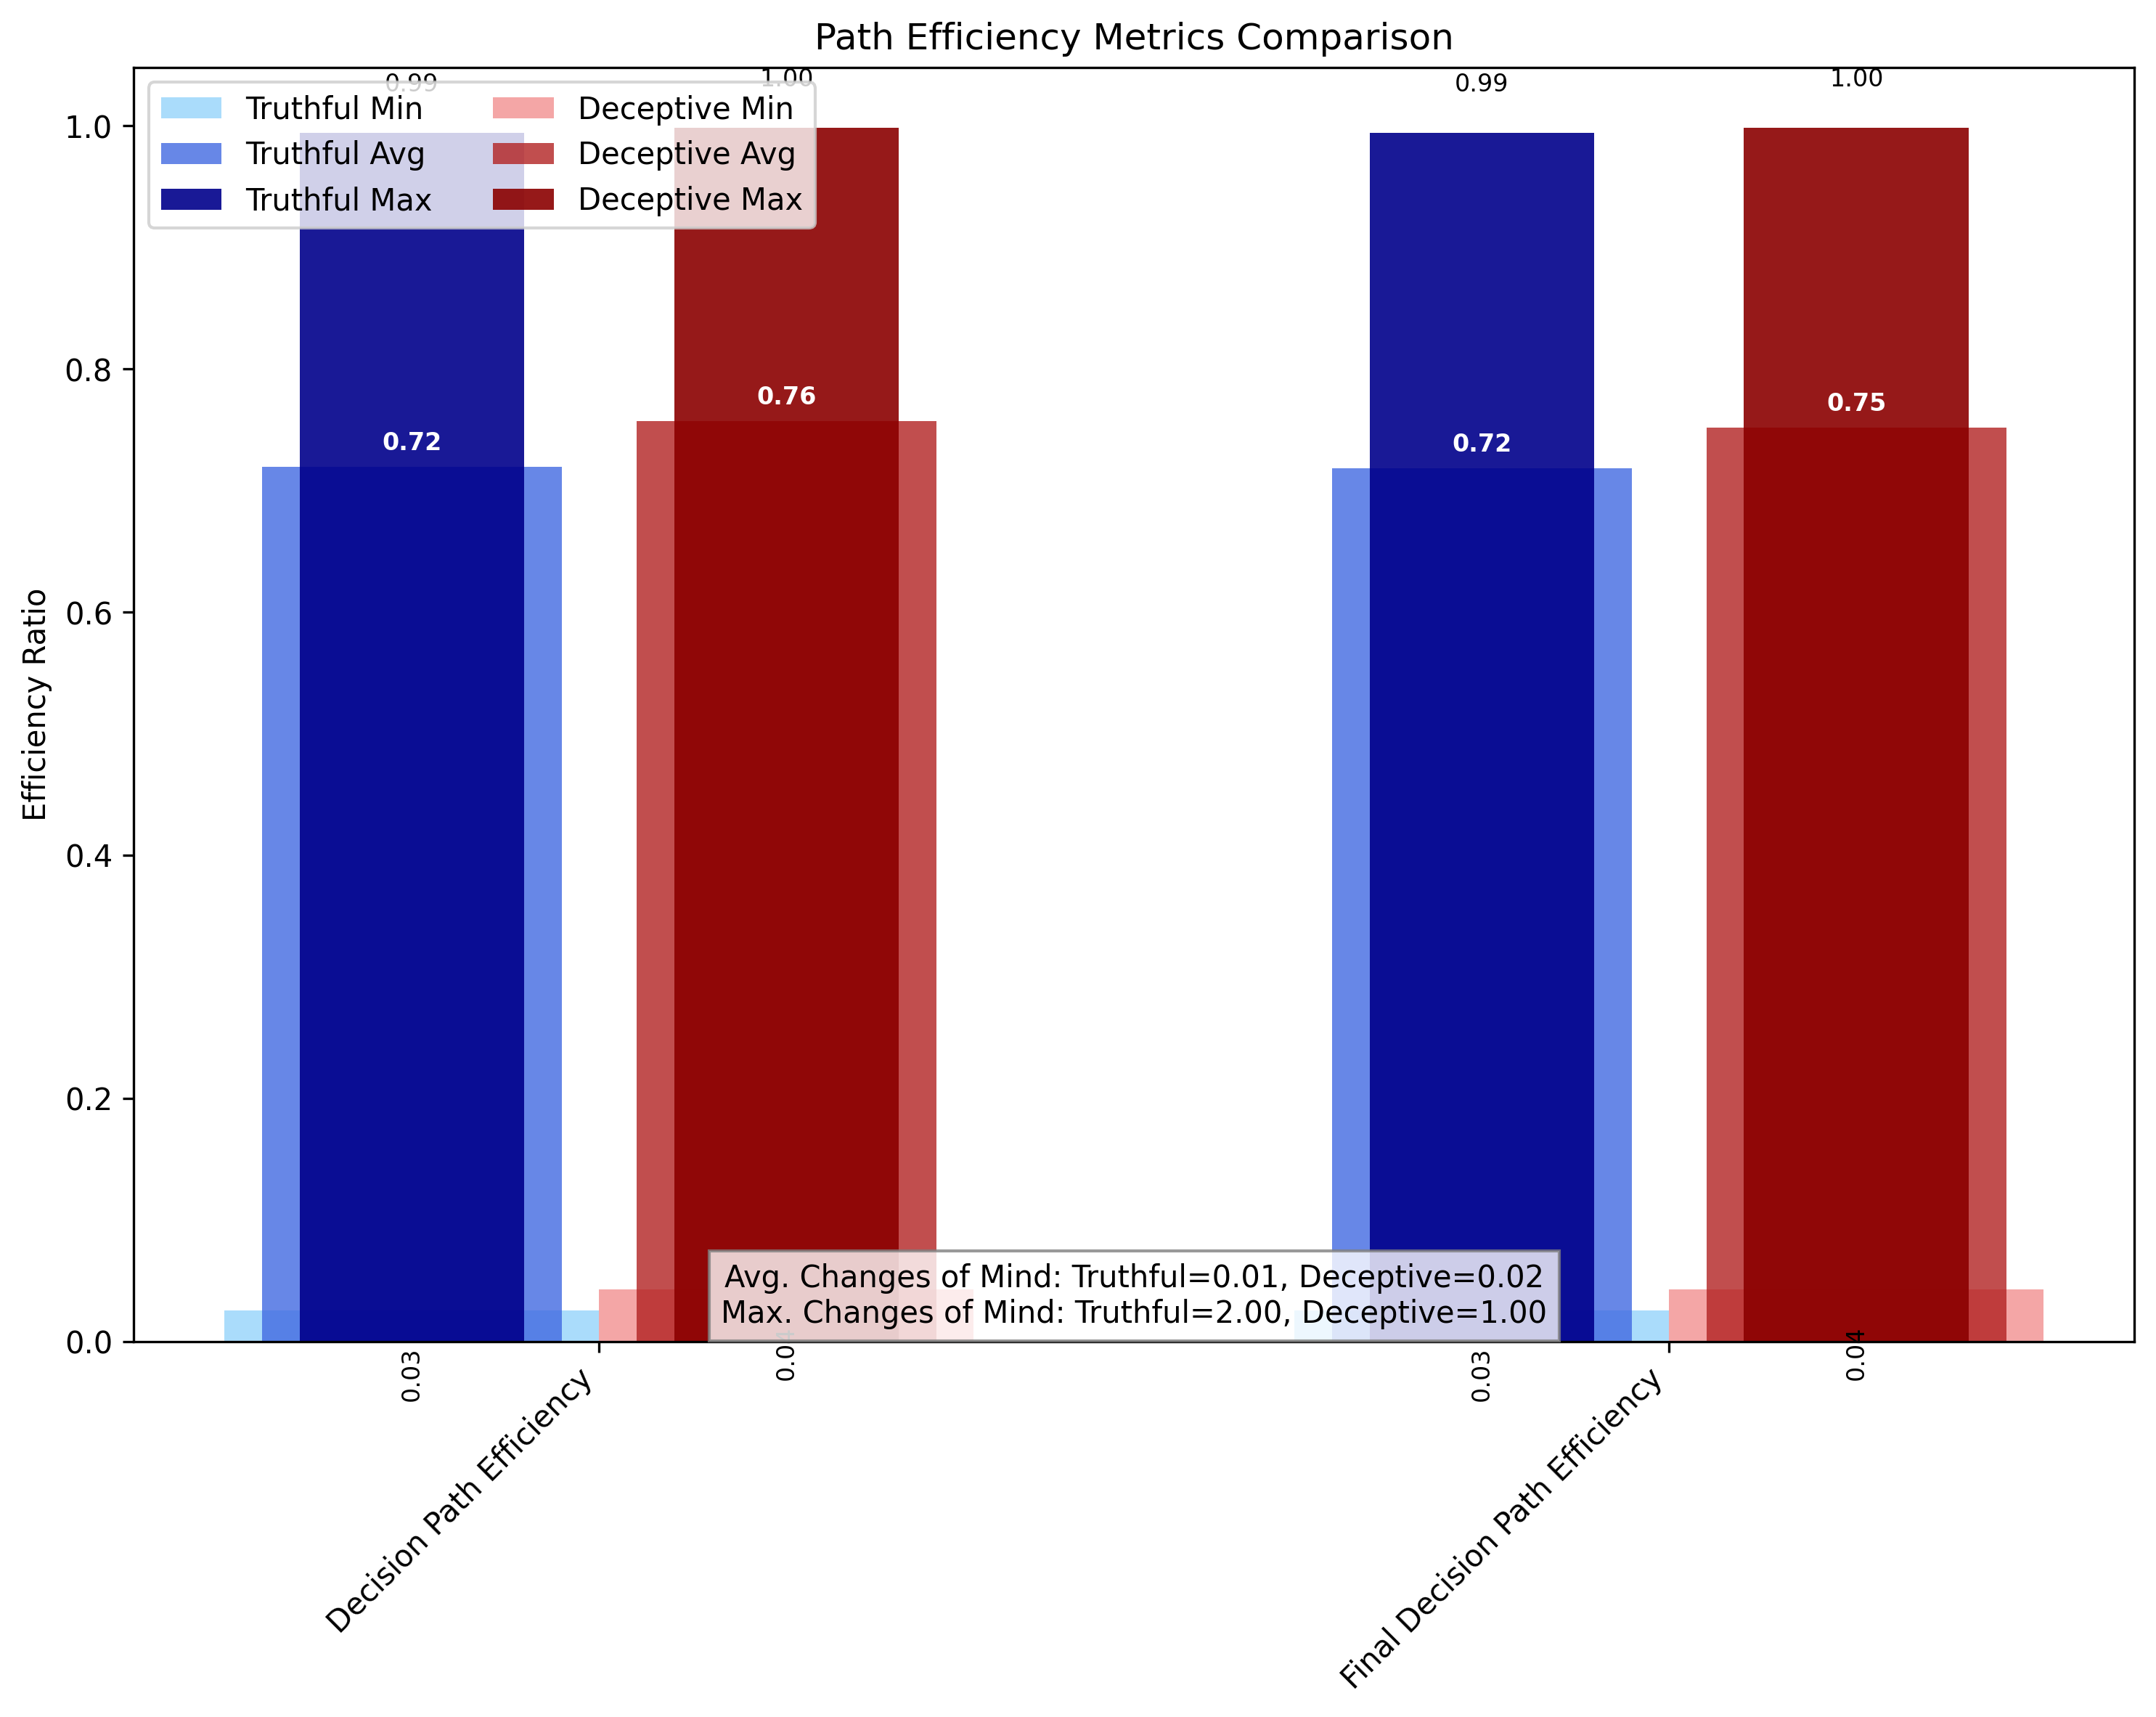 Path Efficiency Metrics Comparison
0.99
1.00
0.99
1.00
Truthful Min
Truthful Avg
Truthful Max
Deceptive Min
Deceptive Avg
Deceptive Max
Efficiency Ratio
1.0
0.8
0.6
0.4
0.2
0.0
0.72
0.76
0.72
0.75
Avg. Changes of Mind: Truthful=0.01, Deceptive=0.02
Max. Changes of Mind: Truthful=2.00, Deceptive=1.00
0.03
0.04
0.03
0.04
Decision Path Efficiency
Final Decision Path Efficiency